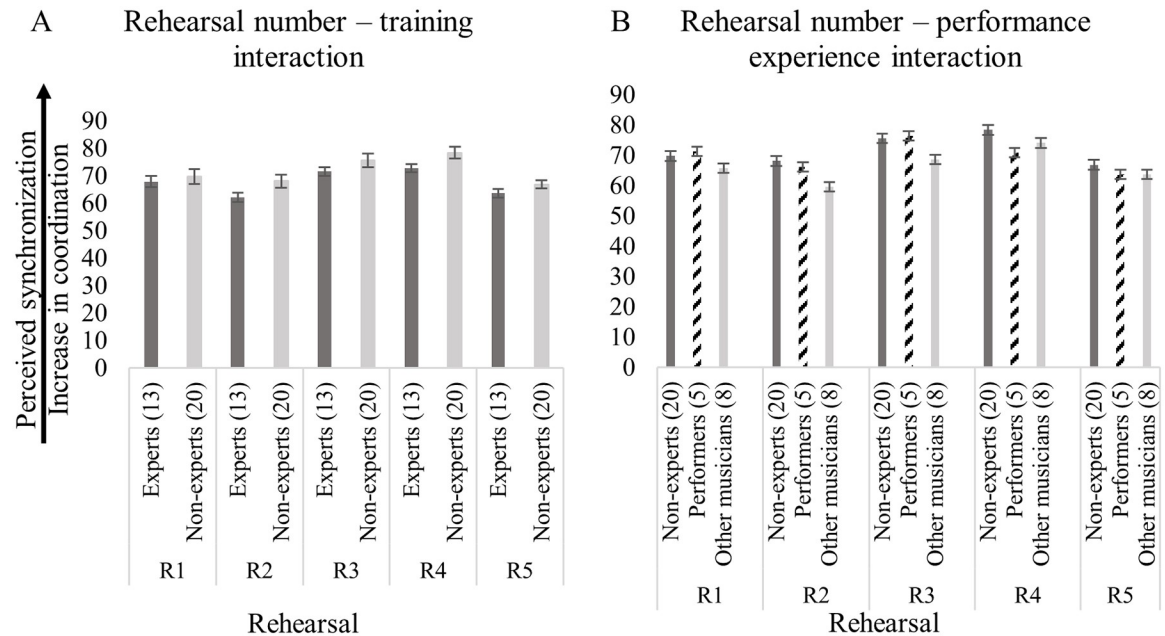 A
Rehearsal number – training
interaction
Perceived synchronization
Increase in coordination
90
80
70
60
50
40
30
20
10
0
Experts (13)
Non-experts (20)
Experts (13)
Non-experts (20)
Experts (13)
Non-experts (20)
Experts (13)
Non-experts (20)
Experts (13)
Non-experts (20)
R1
R2
R3
R4
R5
Rehearsal
B
Rehearsal number – performance
experience interaction
90
80
70
60
50
40
30
20
10
0
Non-experts (20)
Performers (5)
Other musicians (8)
Non-experts (20)
Performers (5)
Other musicians (8)
Non-experts (20)
Performers (5)
Other musicians (8)
Non-experts (20)
Performers (5)
Other musicians (8)
Non-experts (20)
Performers (5)
Other musicians (8)
R1
R2
R3
R4
R5
Rehearsal